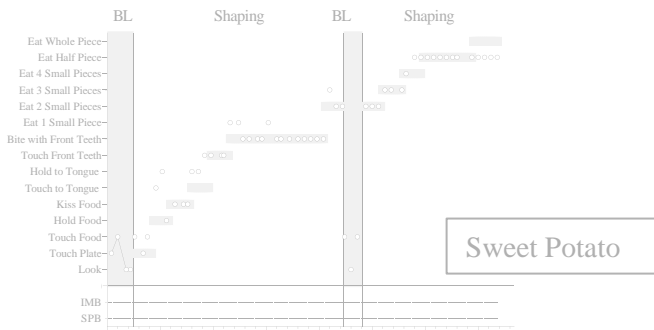 BL Shaping BL Shaping
Eat Whole Piece
Eat Half Piece
Eat 4 Small Pieces
Eat 3 Small Pieces
Eat 2 Small Pieces
Eat 1 Small Piece
Bite with Front Teeth
Touch Front Teeth
Hold to Tongue
Touch to Tongue
Kiss Food
Hold Food
Touch Food
Touch Plate
Look
Sweet Potato
IMB
SPB